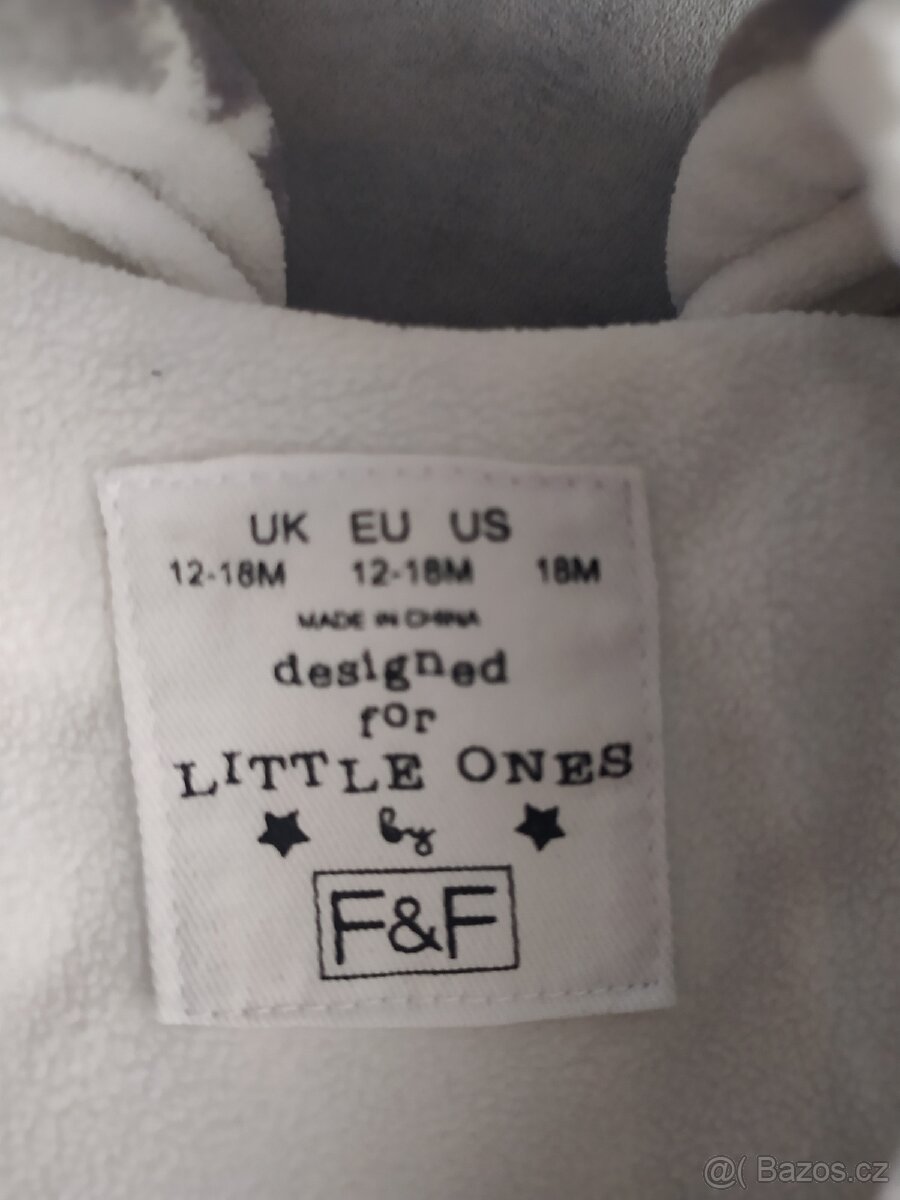 UK EU US
12-18M 12-18M 18M
MADE IN CHINA
designed
for
LITTLE ONES
by
F&F
@( Bazos.cz